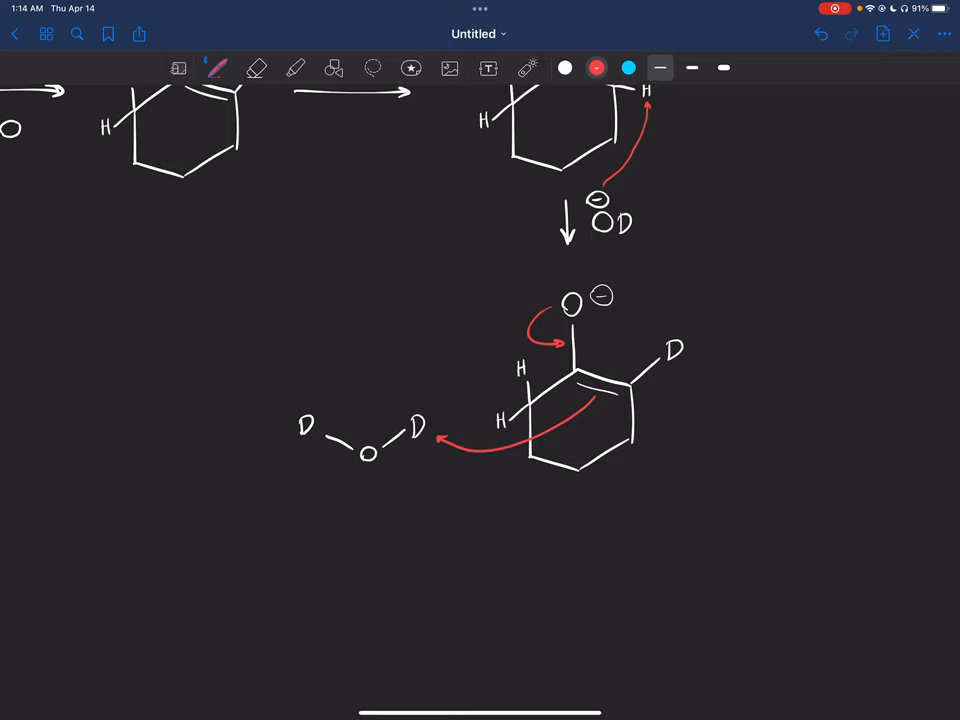 1:14 AM Thu Apr 14
91%
Untitled
T
H
O
H
H
⊖
OD
O ⊖
D
H
D D
H
O